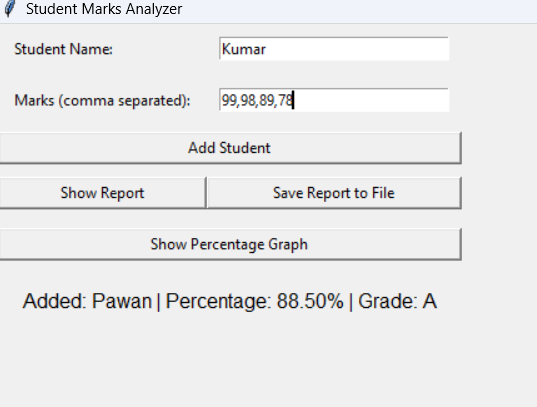 Student Marks Analyzer
Student Name: Kumar
Marks (comma separated): 99,98,89,78
Add Student
Show Report Save Report to File
Show Percentage Graph
Added: Pawan | Percentage: 88.50% | Grade: A